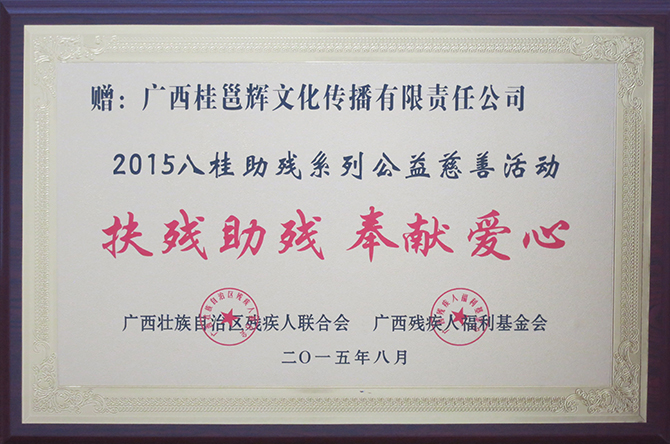 赠：广西桂邕辉文化传播有限责任公司
2015八桂助残系列公益慈善活动
扶残助残 奉献爱心
广西壮族自治区残疾人联合会 广西残疾人福利基金会
二〇一五年八月